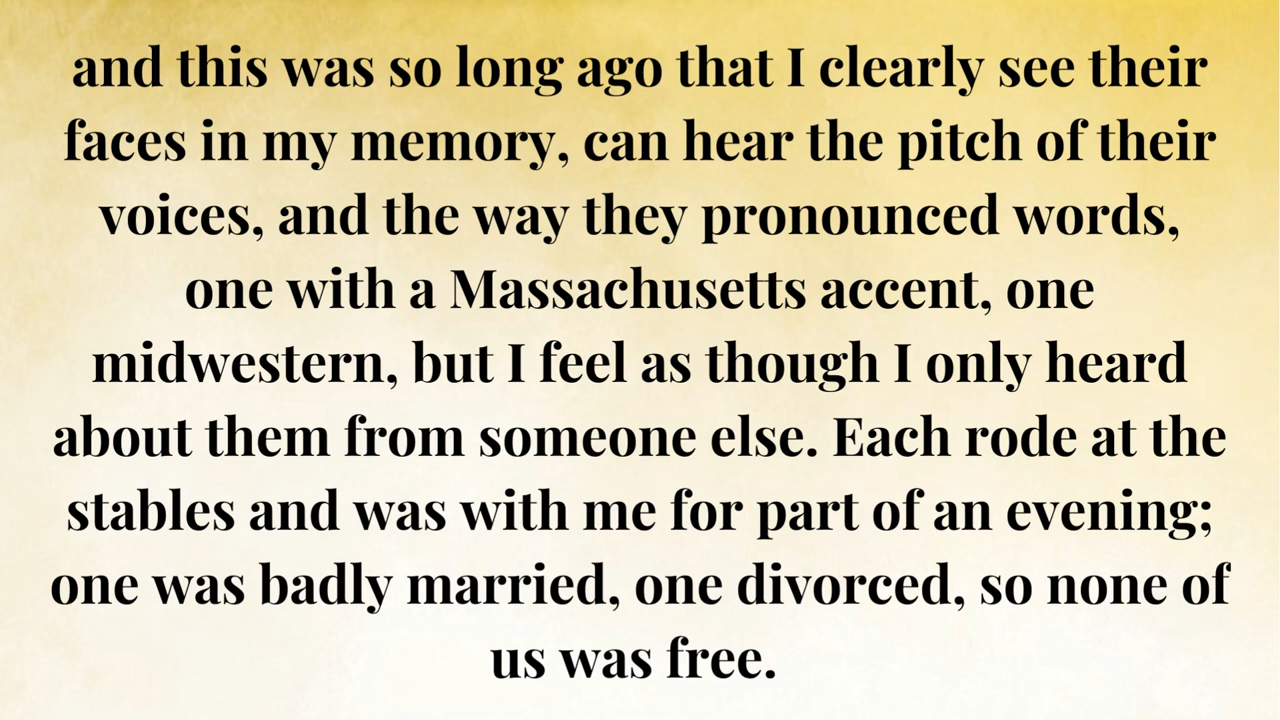 and this was so long ago that I clearly see their
faces in my memory, can hear the pitch of their
voices, and the way they pronounced words,
one with a Massachusetts accent, one
midwestern, but I feel as though I only heard
about them from someone else. Each rode at the
stables and was with me for part of an evening;
one was badly married, one divorced, so none of
us was free.